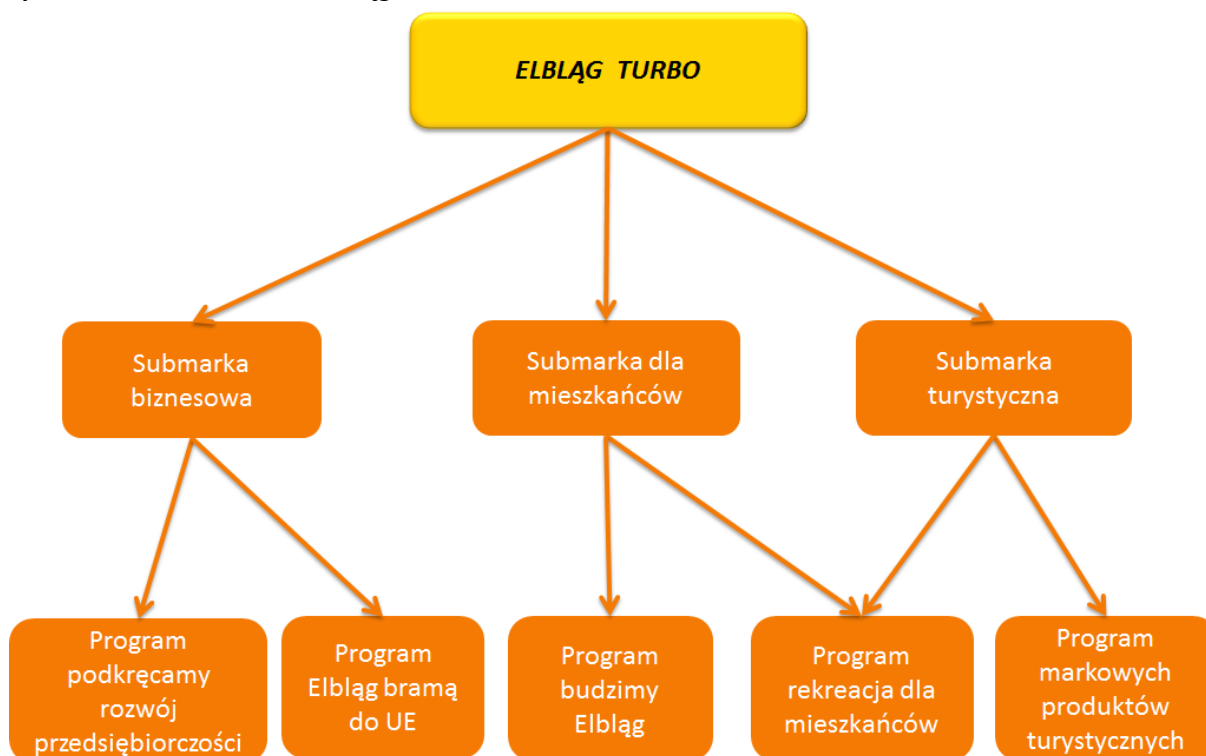 ELBLĄG TURBO
Submarka
biznesowa
Submarka dla
mieszkańców
Submarka
turystyczna
Program
podkręcamy
rozwój
przedsiębiorczości
Program
Elbląg bramą
do UE
Program
budzimy
Elbląg
Program
rekreacja dla
mieszkańców
Program
markowych
produktów
turystycznych